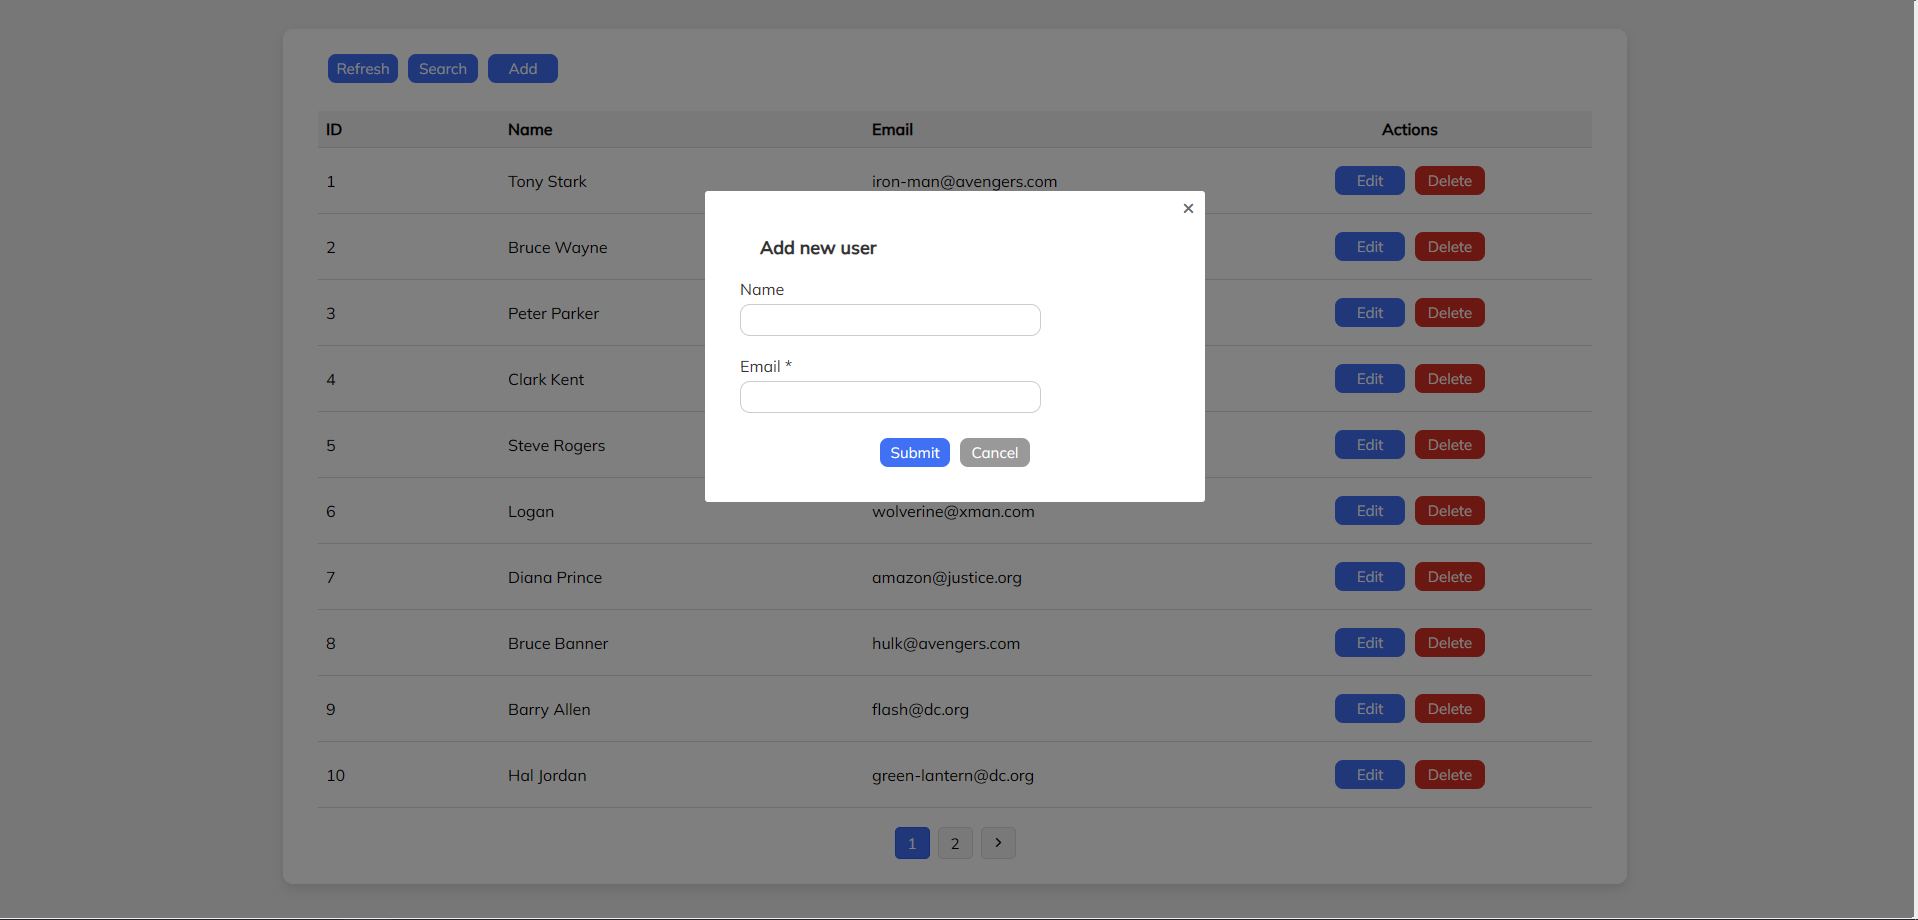 Refresh Search Add
ID Name Email Actions
1 Tony Stark iron-man@avengers.com Edit Delete
×
Add new user
2 Bruce Wayne Edit Delete
Name
3 Peter Parker Edit Delete
Email *
4 Clark Kent Edit Delete
5 Steve Rogers Edit Delete
Submit Cancel
6 Logan wolverine@xman.com Edit Delete
7 Diana Prince amazon@justice.org Edit Delete
8 Bruce Banner hulk@avengers.com Edit Delete
9 Barry Allen flash@dc.org Edit Delete
10 Hal Jordan green-lantern@dc.org Edit Delete
1 2 >